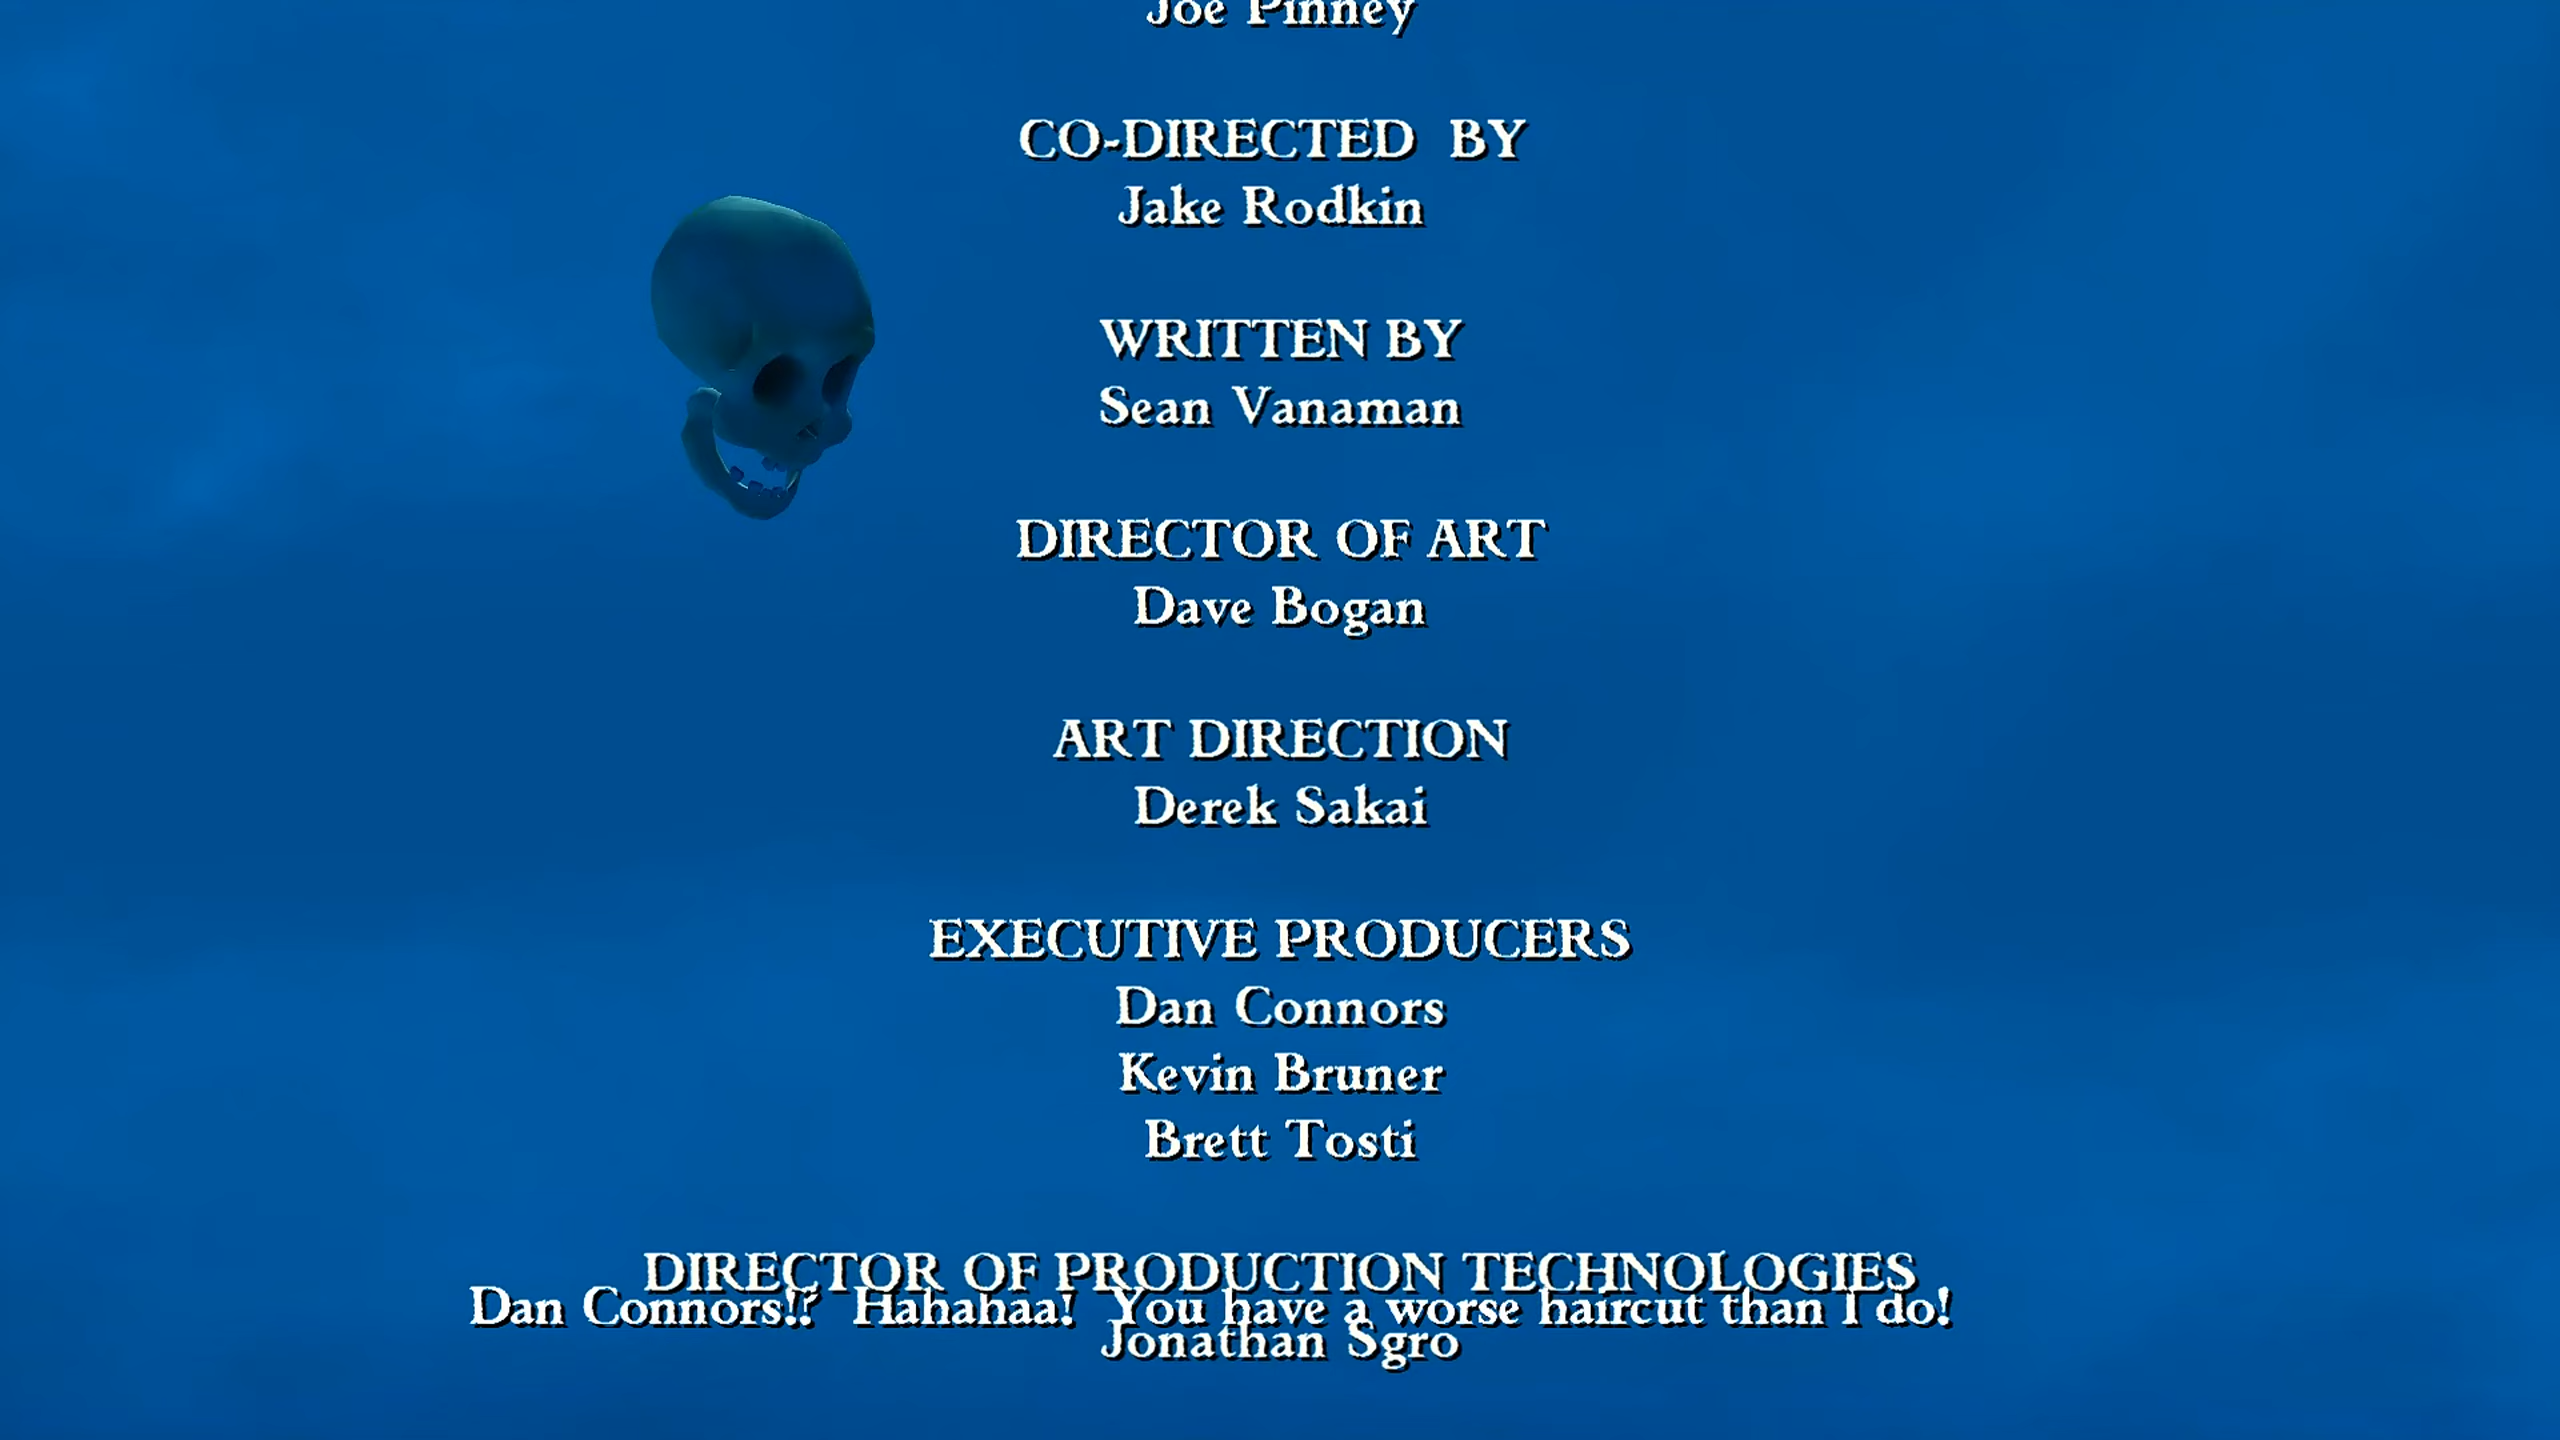 Joe Pinney
CO-DIRECTED BY
Jake Rodkin
WRITTEN BY
Sean Vanaman
DIRECTOR OF ART
Dave Bogan
ART DIRECTION
Derek Sakai
EXECUTIVE PRODUCERS
Dan Connors
Kevin Bruner
Brett Tosti
DIRECTOR OF PRODUCTION TECHNOLOGIES
Dan Connors!? Hahahaa! You have a worse haircut than I do!
Jonathan Sgro